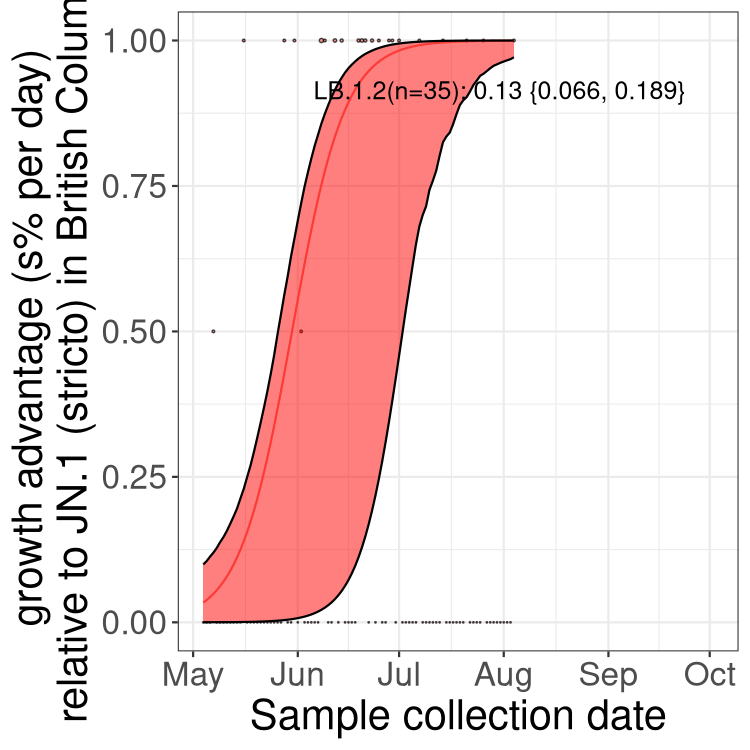 growth advantage (s% per day)
relative to JN.1 (stricto) in British Colum
1.00
0.75
0.50
0.25
0.00
LB.1.2(n=35): 0.13 {0.066, 0.189}
May Jun Jul Aug Sep Oct
Sample collection date